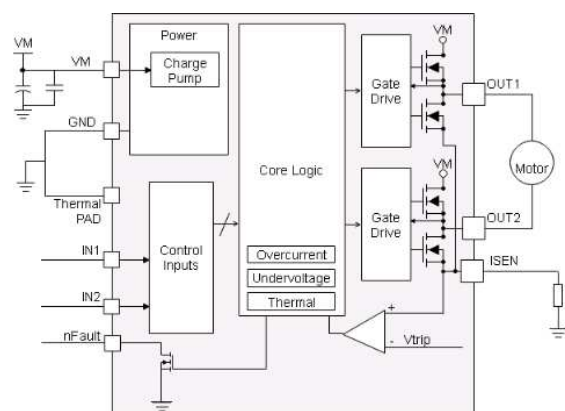 VM
VM
Power
Charge
Pump
GND
Thermal
PAD
IN1
IN2
nFault
Control
Inputs
Core Logic
Overcurrent
Undervoltage
Thermal
Gate
Drive
VM
OUT1
Motor
Gate
Drive
VM
OUT2
ISEN
+
- Vtrip